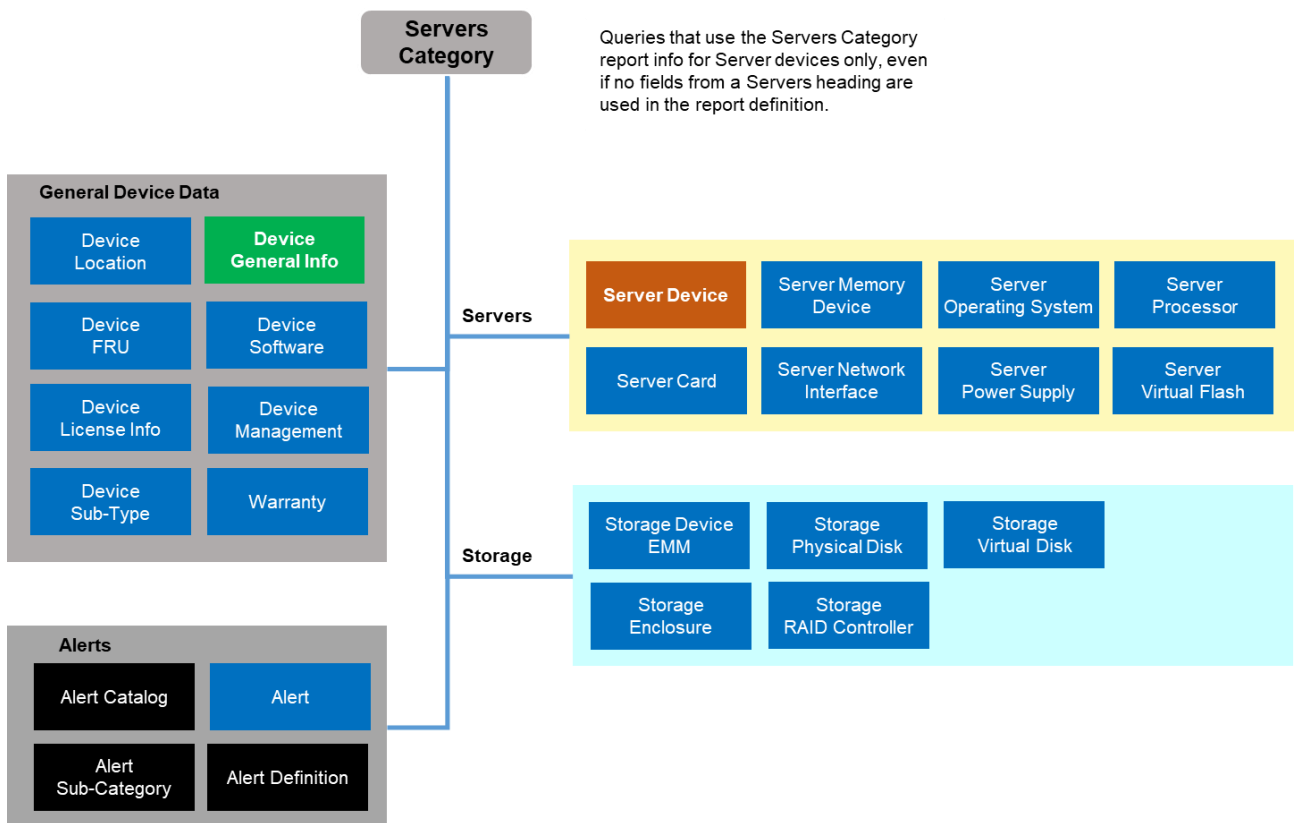 Servers
Category
Queries that use the Servers Category
report info for Server devices only, even
if no fields from a Servers heading are
used in the report definition.
General Device Data
Device
Location
Device
General Info
Device
FRU
Device
Software
Device
License Info
Device
Management
Device
Sub-Type
Warranty
Servers
Server Device
Server Memory
Device
Server
Operating System
Server
Processor
Server Card
Server Network
Interface
Server
Power Supply
Server
Virtual Flash
Storage
Storage Device
EMM
Storage
Physical Disk
Storage
Virtual Disk
Storage
Enclosure
Storage
RAID Controller
Alerts
Alert Catalog
Alert
Alert
Sub-Category
Alert Definition